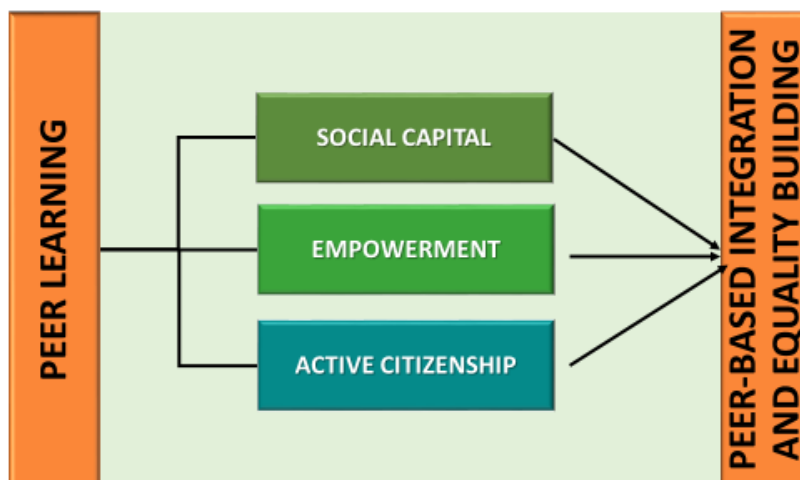 PEER LEARNING
SOCIAL CAPITAL
EMPOWERMENT
ACTIVE CITIZENSHIP
PEER-BASED INTEGRATION
AND EQUALITY BUILDING